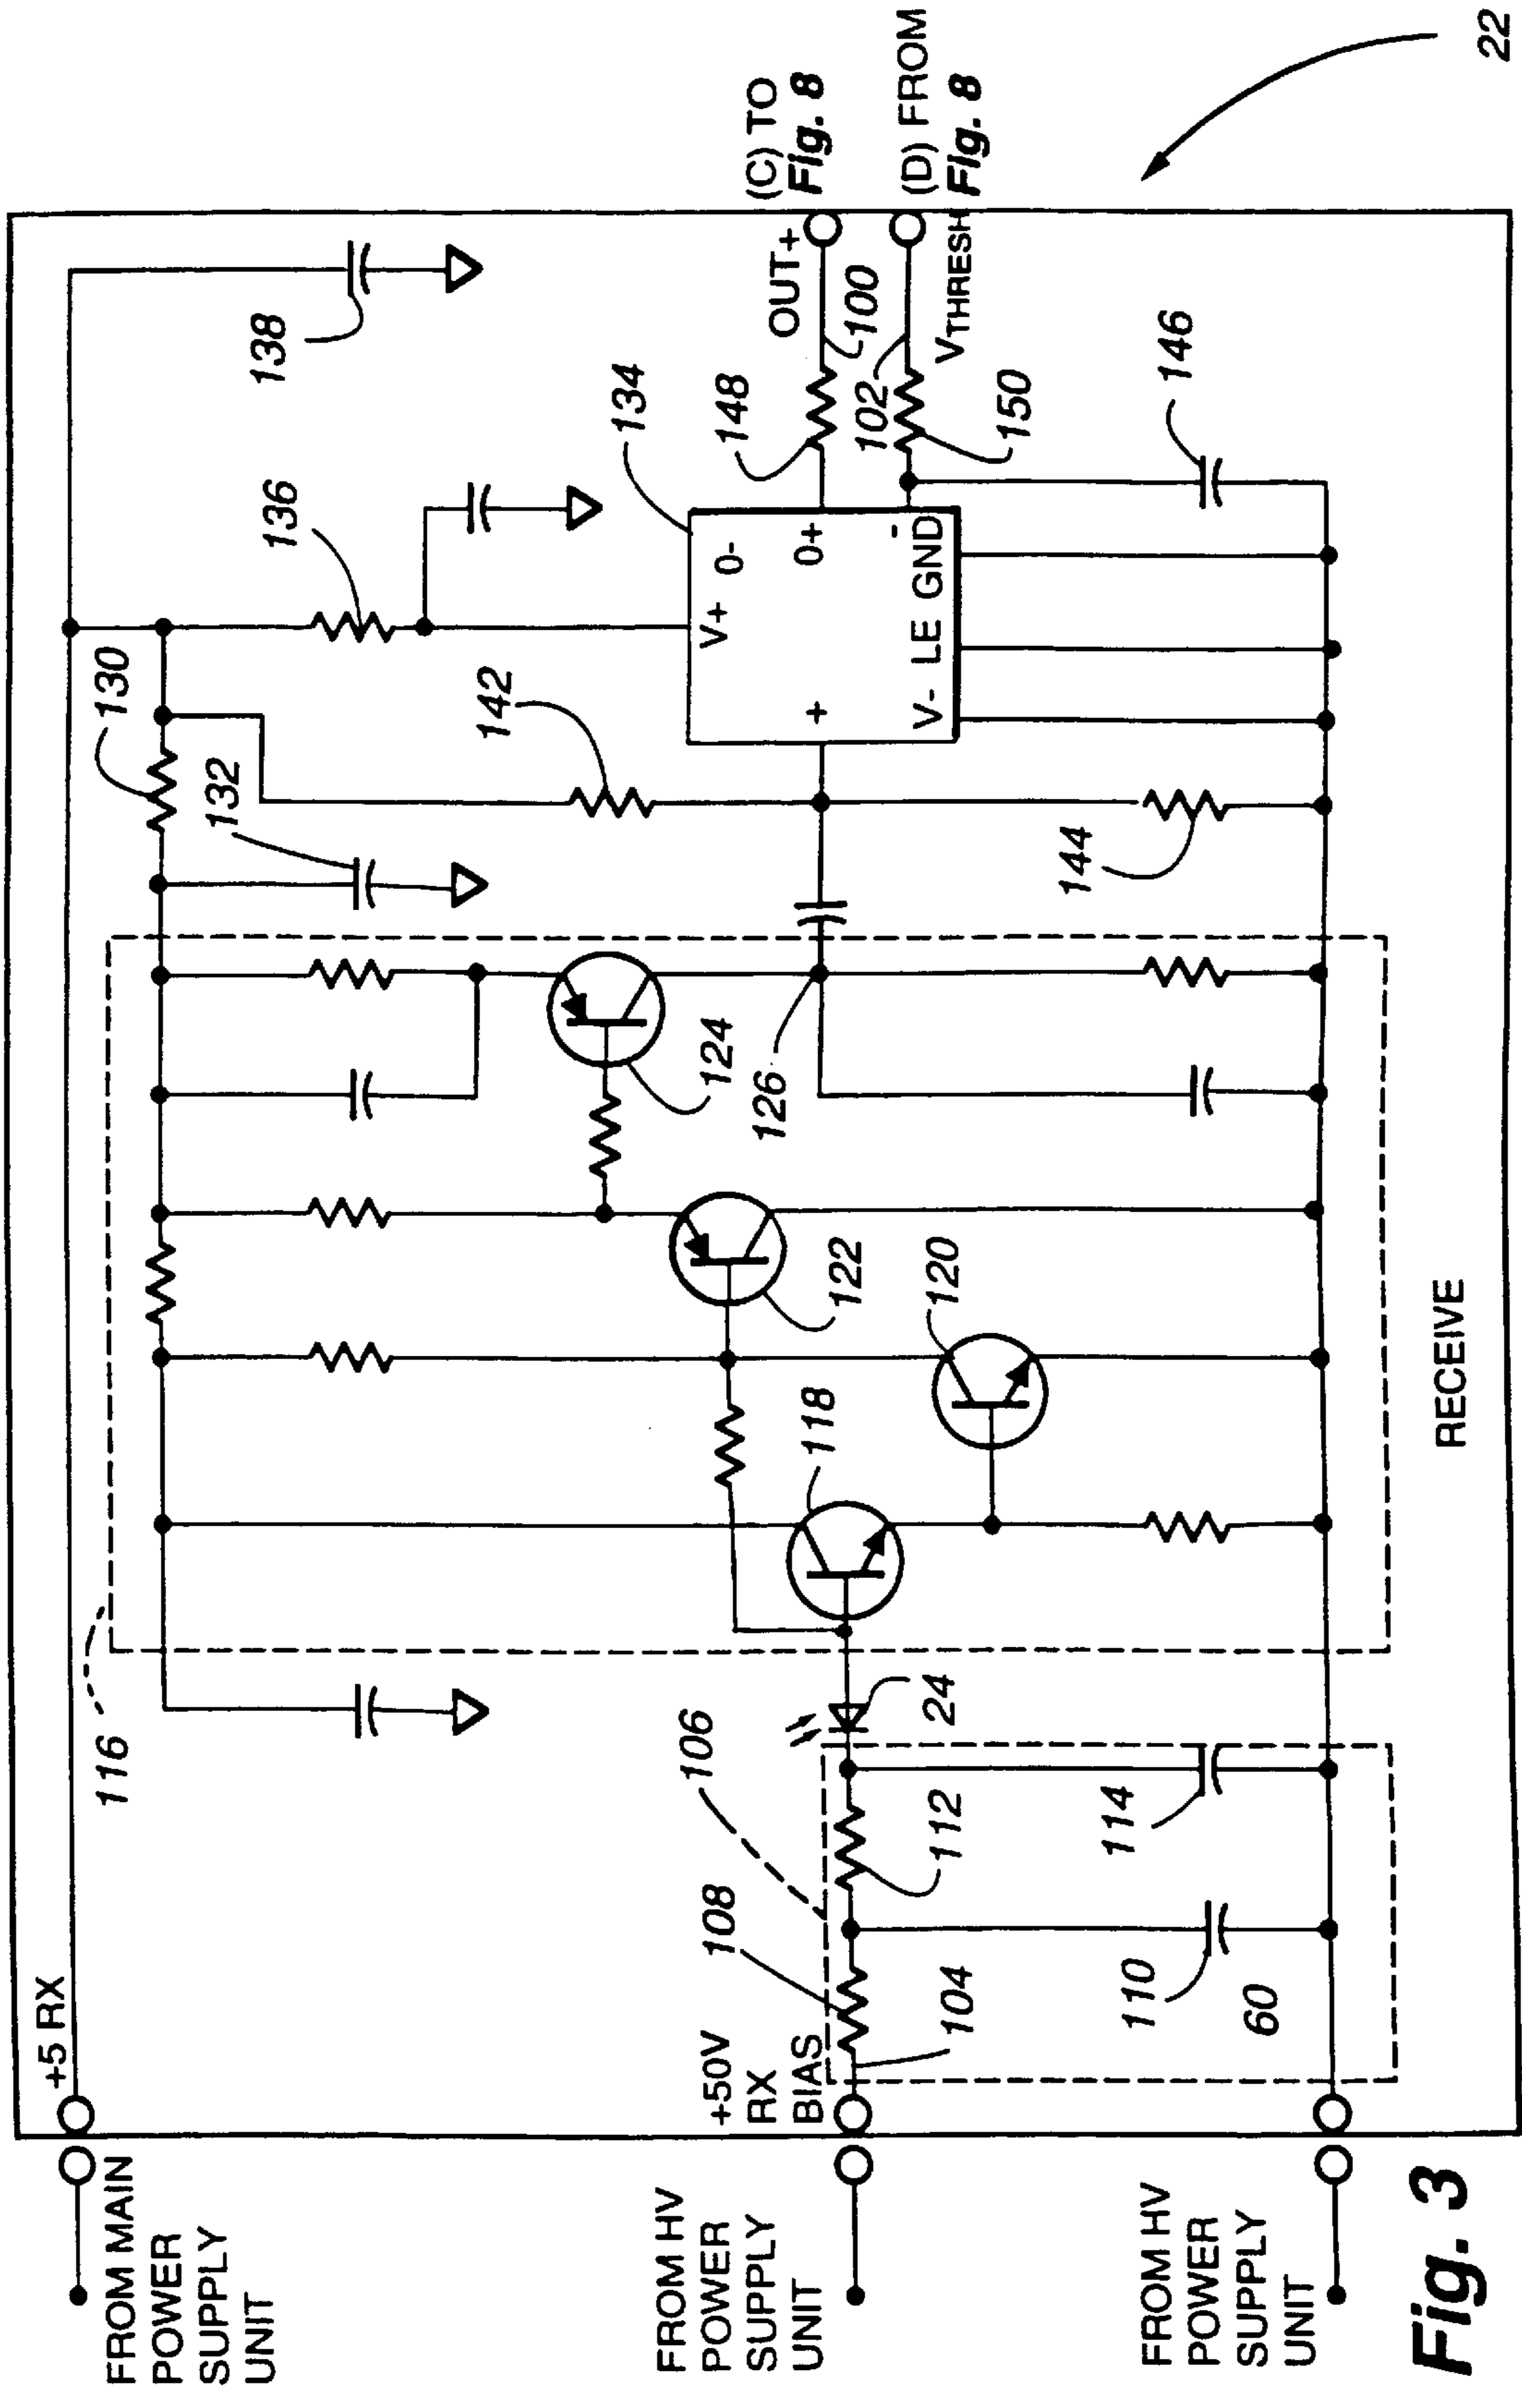 FROM MAIN
POWER
SUPPLY
UNIT
+5 RX
FROM HV
POWER
SUPPLY
UNIT
+50V
RX
BIAS
FROM HV
POWER
SUPPLY
UNIT
104
108
110
60
112
114
106
24
116
118
120
122
124
126
RECEIVE
130
132
136
138
142
144
134
V+
0-
+
0+
-
V-
LE
GND
148
150
146
OUT+
100
102
VTHRESH
(C) TO
Fig. 8
(D) FROM
Fig. 8
22
Fig. 3